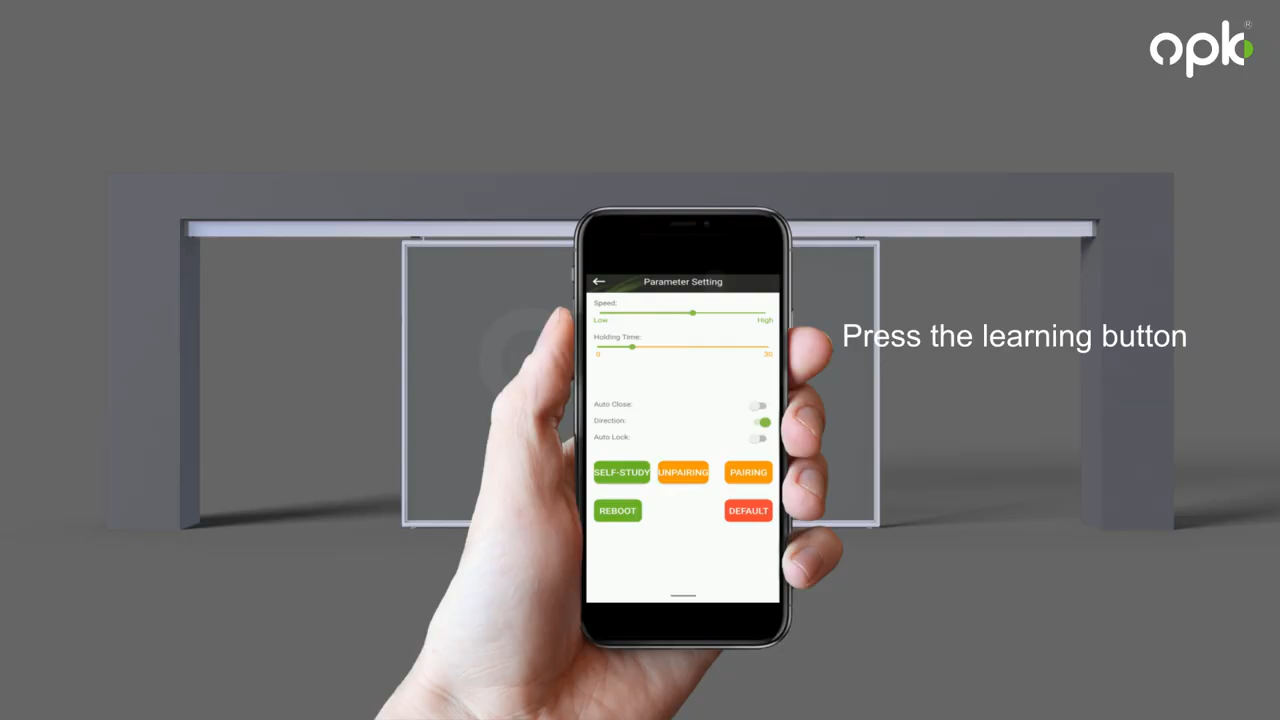 opk®
Parameter Setting
Speed:
Low High
Holding Time:
0 30
Auto Close:
Direction:
Auto Lock:
SELF-STUDY UNPAIRING PAIRING
REBOOT DEFAULT
Press the learning button